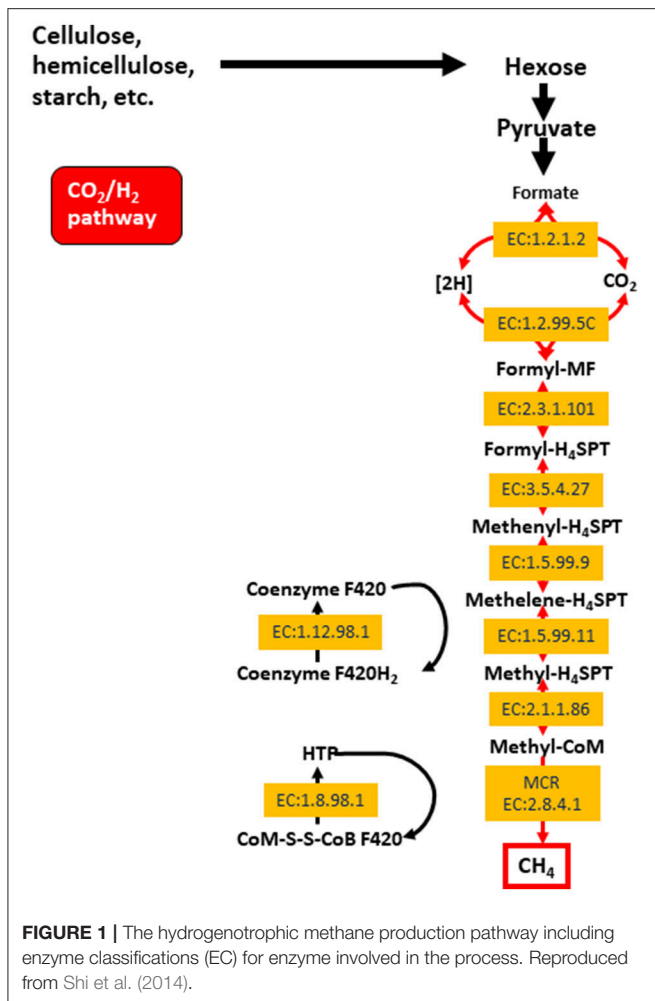 Cellulose,
hemicellulose,
starch, etc.
Hexose
Pyruvate
CO₂/H₂
pathway
Formate
EC:1.2.1.2
[2H]
CO₂
EC:1.2.99.5C
Formyl-MF
EC:2.3.1.101
Formyl-H₄SPT
EC:3.5.4.27
Methenyl-H₄SPT
EC:1.5.99.9
Methelene-H₄SPT
EC:1.5.99.11
Methyl-H₄SPT
EC:2.1.1.86
Methyl-CoM
MCR
EC:2.8.4.1
CH₄
Coenzyme F420
EC:1.12.98.1
Coenzyme F420H₂
HTP
EC:1.8.98.1
CoM-S-S-CoB F420
FIGURE 1 | The hydrogenotrophic methane production pathway including
enzyme classifications (EC) for enzyme involved in the process. Reproduced
from Shi et al. (2014).